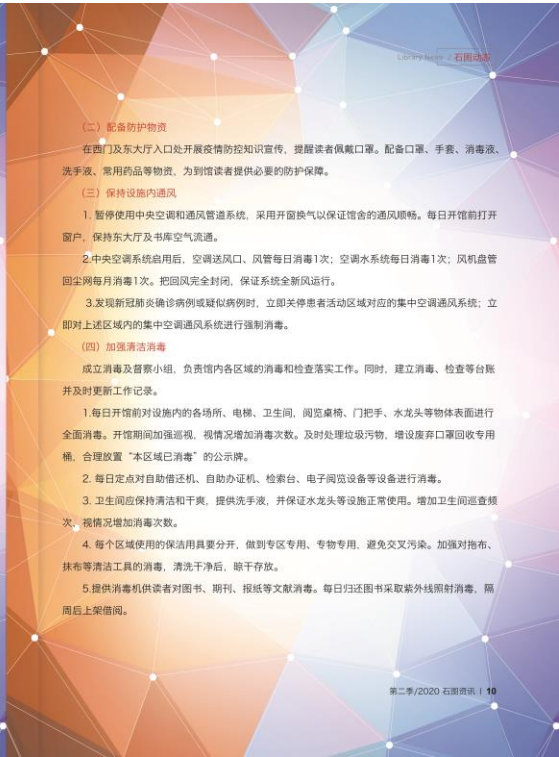 Library News / 石图动态
（二）配备防护物资
在西门及东大厅入口处开展疫情防控知识宣传，提醒读者佩戴口罩。配备口罩、手套、消毒液、
洗手液、常用药品等物资，为到馆读者提供必要的防护保障。
（三）保持设施内通风
1. 暂停使用中央空调和通风管道系统，采用开窗换气以保证馆舍的通风顺畅。每日开馆前打开
窗户，保持东大厅及书库空气流通。
2.中央空调系统启用后，空调送风口、风管每日消毒1次；空调水系统每日消毒1次；风机盘管
回尘网每月消毒1次。把回风完全封闭，保证系统全新风运行。
3.发现新冠肺炎确诊病例或疑似病例时，立即关停患者活动区域对应的集中空调通风系统；立
即对上述区域内的集中空调通风系统进行强制消毒。
（四）加强清洁消毒
成立消毒及督察小组，负责馆内各区域的消毒和检查落实工作。同时，建立消毒、检查等台账
并及时更新工作记录。
1.每日开馆前对设施内的各场所、电梯、卫生间，阅览桌椅、门把手、水龙头等物体表面进行
全面消毒。开馆期间加强巡视，视情况增加消毒次数。及时处理垃圾污物，增设废弃口罩回收专用
桶，合理放置“本区域已消毒”的公示牌。
2. 每日定点对自助借还机、自助办证机、检索台、电子阅览设备等设备进行消毒。
3. 卫生间应保持清洁和干爽，提供洗手液，并保证水龙头等设施正常使用。增加卫生间巡查频
次，视情况增加消毒次数。
4. 每个区域使用的保洁用具要分开，做到专区专用、专物专用，避免交叉污染。加强对拖布、
抹布等清洁工具的消毒，清洗干净后，晾干存放。
5.提供消毒机供读者对图书、期刊、报纸等文献消毒。每日归还图书采取紫外线照射消毒，隔
周后上架借阅。
第二季/2020 石图资讯 | 10